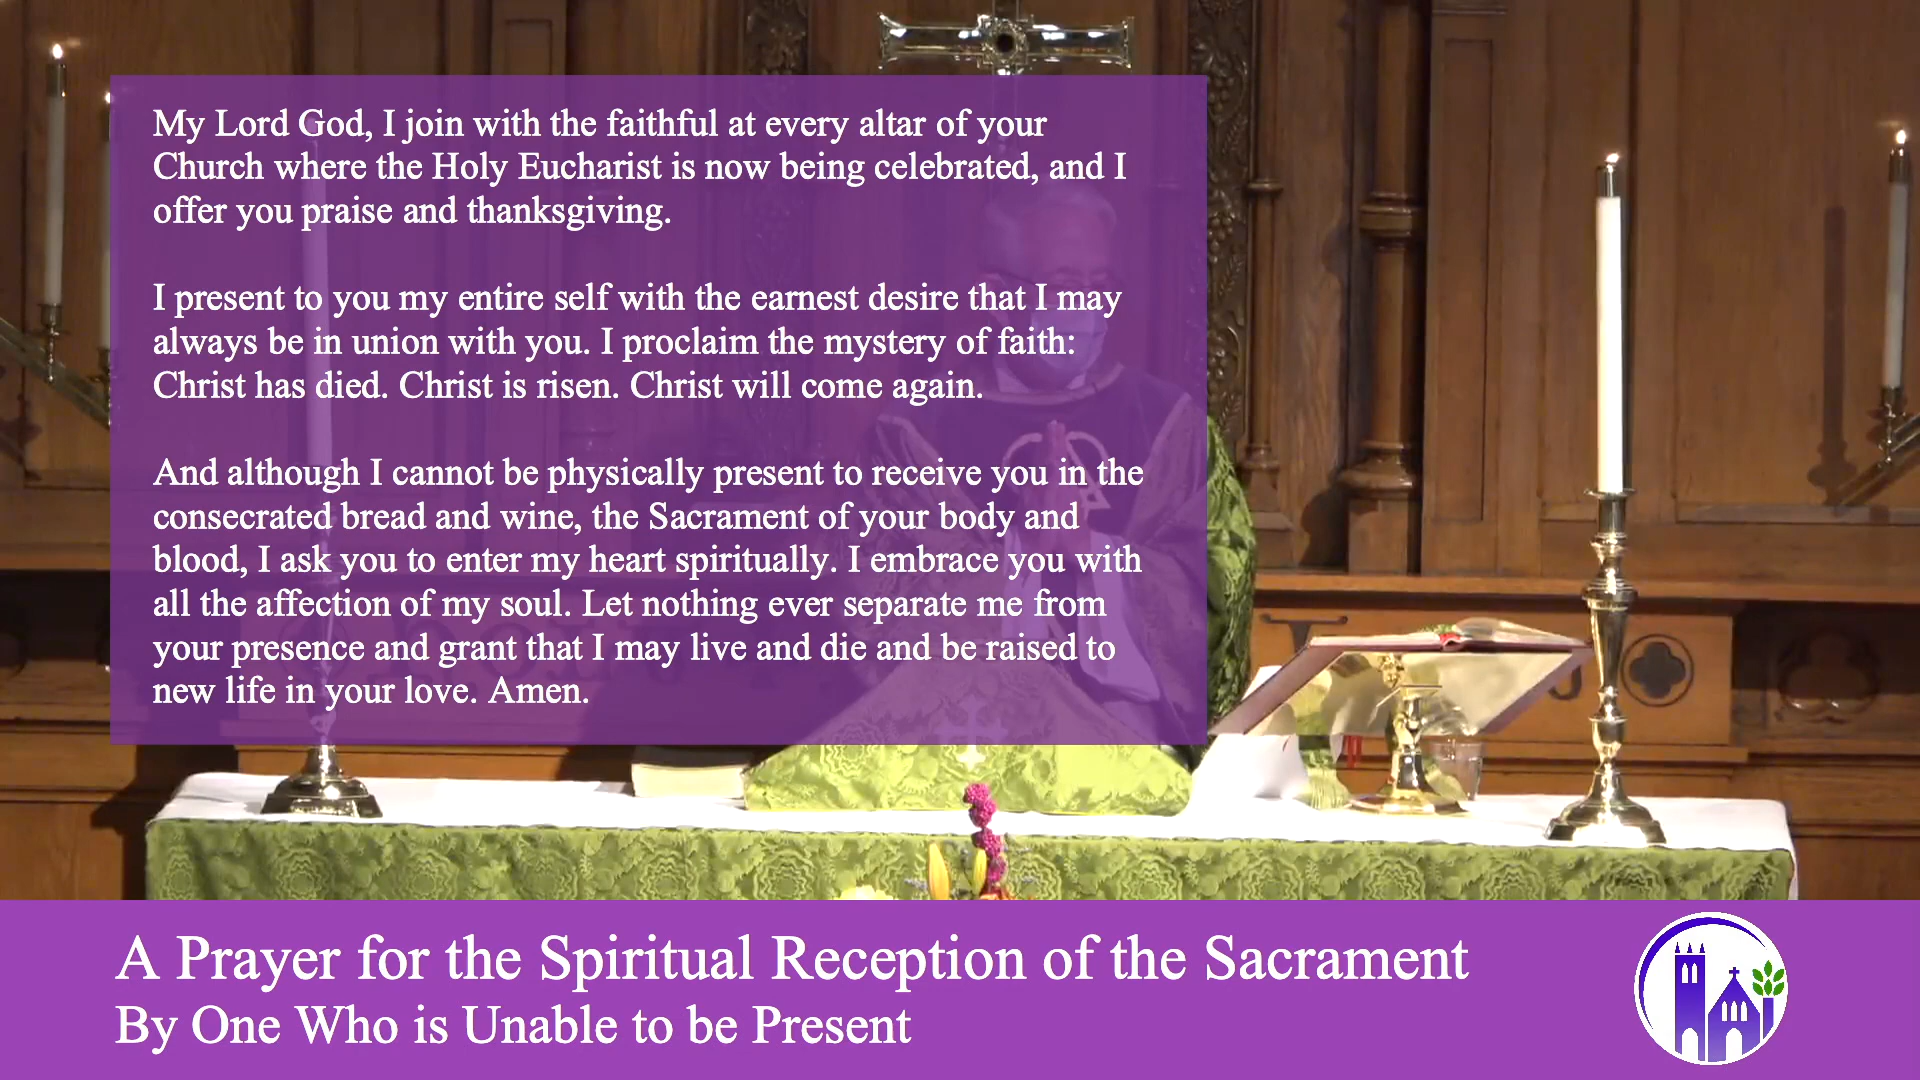 My Lord God, I join with the faithful at every altar of your
Church where the Holy Eucharist is now being celebrated, and I
offer you praise and thanksgiving.
I present to you my entire self with the earnest desire that I may
always be in union with you. I proclaim the mystery of faith:
Christ has died. Christ is risen. Christ will come again.
And although I cannot be physically present to receive you in the
consecrated bread and wine, the Sacrament of your body and
blood, I ask you to enter my heart spiritually. I embrace you with
all the affection of my soul. Let nothing ever separate me from
your presence and grant that I may live and die and be raised to
new life in your love. Amen.
A Prayer for the Spiritual Reception of the Sacrament
By One Who is Unable to be Present